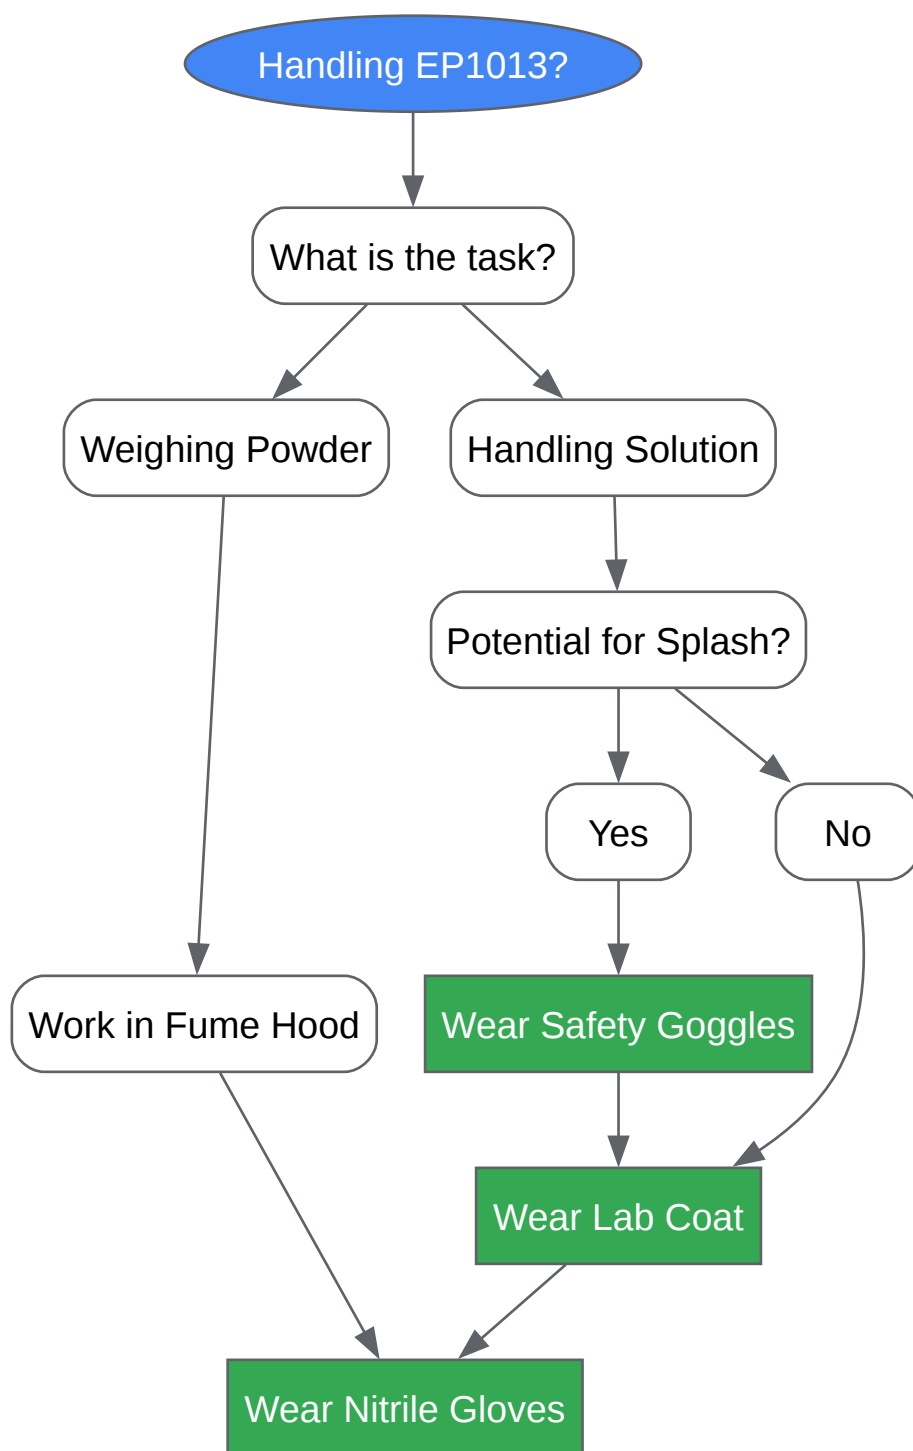 Handling EP1013?
What is the task?
Weighing Powder
Handling Solution
Potential for Splash?
Yes
No
Work in Fume Hood
Wear Safety Goggles
Wear Lab Coat
Wear Nitrile Gloves